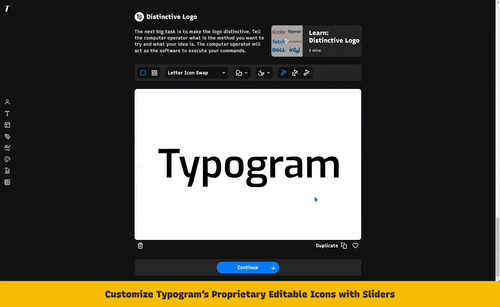 Distinctive Logo
The next big task is to make the logo distinctive. Tell
the computer operator what is the method you want to
try and what your idea is. The computer operator will
act as the software to execute your commands.
Learn:
Distinctive Logo
2 mins
DELL intel
Letter Icon Swap
Typogram
Duplicate
Continue
Customize Typogram's Proprietary Editable Icons with Sliders